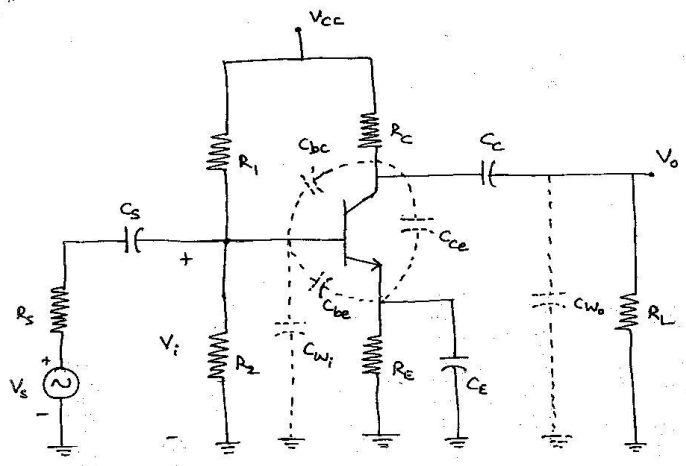 Vcc
R1
Rc
Cbc
Cc
Vo
Cs
+
Cce
Rs
Cbe
Vi
R2
Cwi
RE
CE
Cwo
RL
+
Vs
-
-